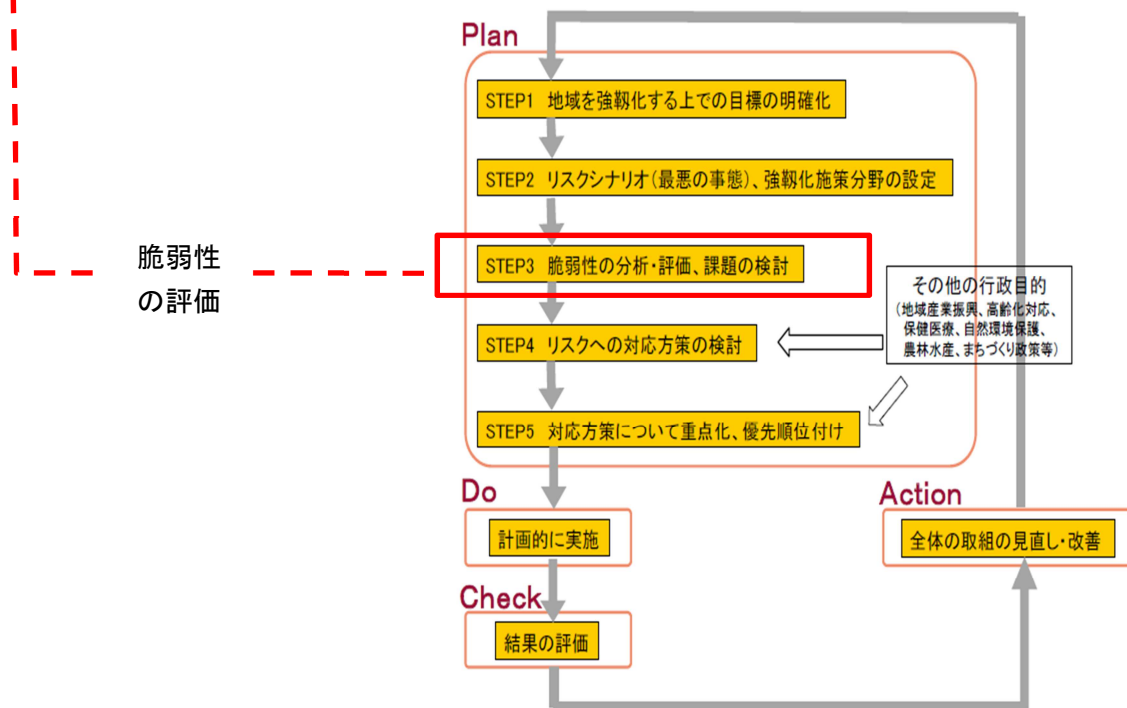 Plan
STEP1 地域を強靱化する上での目標の明確化
STEP2 リスクシナリオ(最悪の事態)、強靱化施策分野の設定
脆弱性
の評価
STEP3 脆弱性の分析・評価、課題の検討
その他の行政目的
(地域産業振興、高齢化対応、
保健医療、自然環境保護、
農林水産、まちづくり政策等)
STEP4 リスクへの対応方策の検討
STEP5 対応方策について重点化、優先順位付け
Do
計画的に実施
Action
全体の取組の見直し・改善
Check
結果の評価